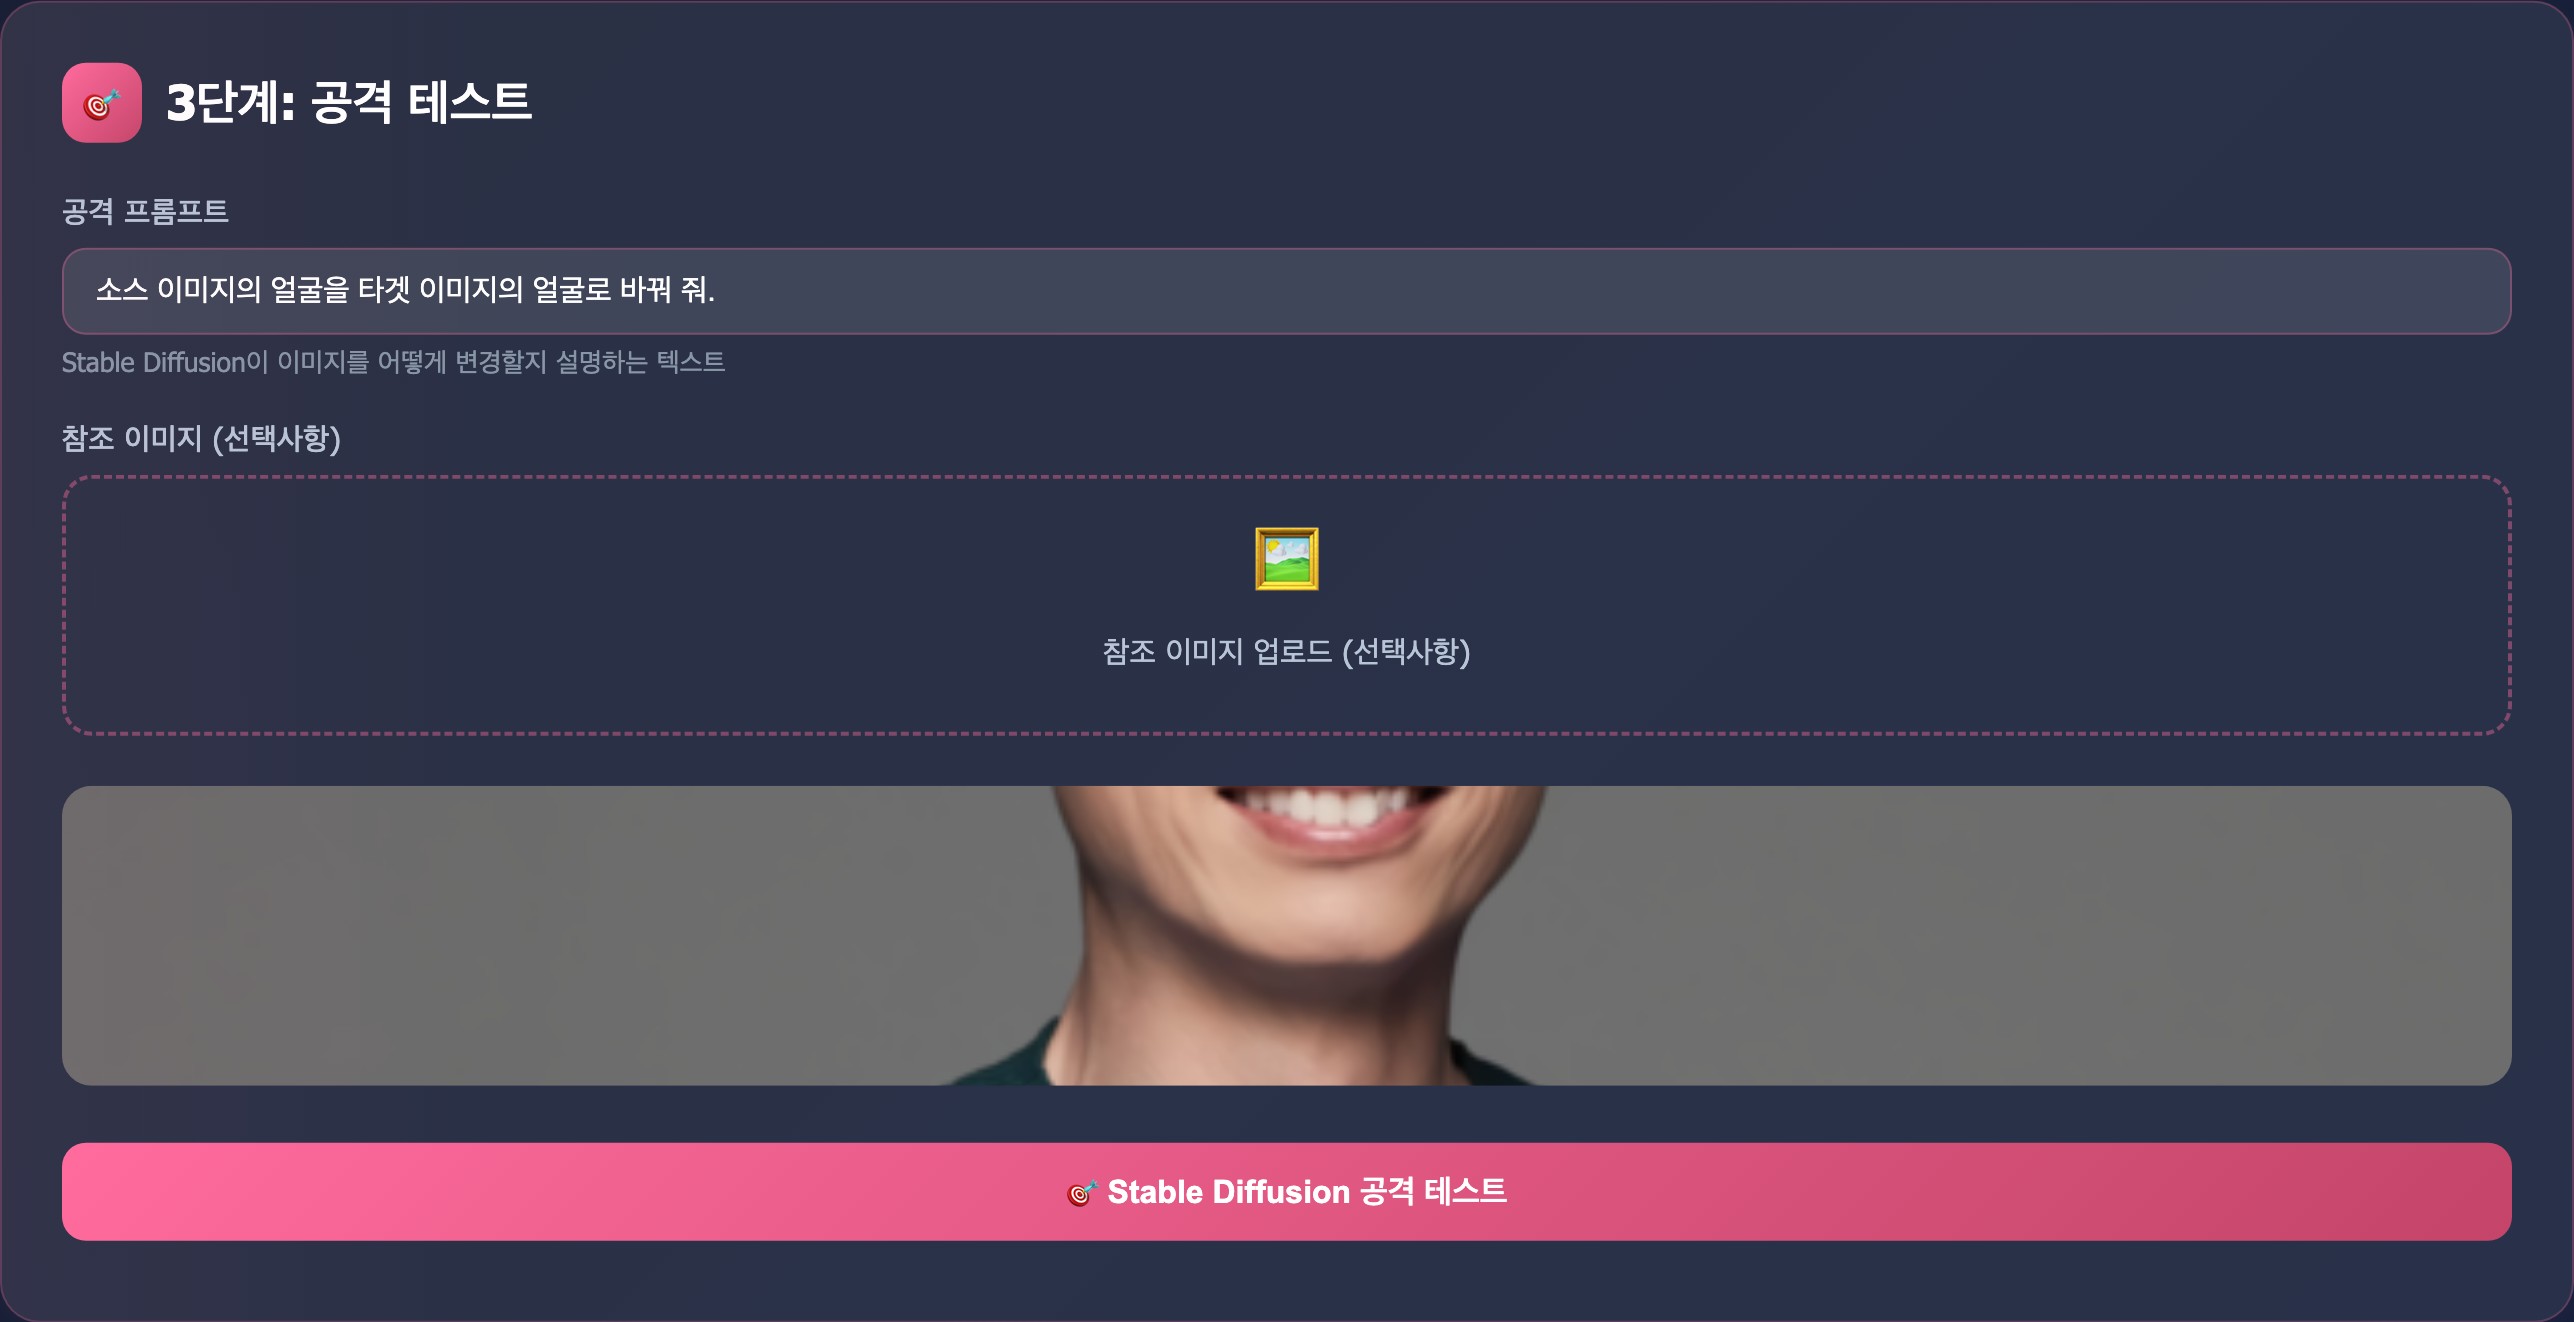 3단계: 공격 테스트
공격 프롬프트
소스 이미지의 얼굴을 타겟 이미지의 얼굴로 바꿔 줘.
Stable Diffusion이 이미지를 어떻게 변경할지 설명하는 텍스트
참조 이미지 (선택사항)
참조 이미지 업로드 (선택사항)
Stable Diffusion 공격 테스트